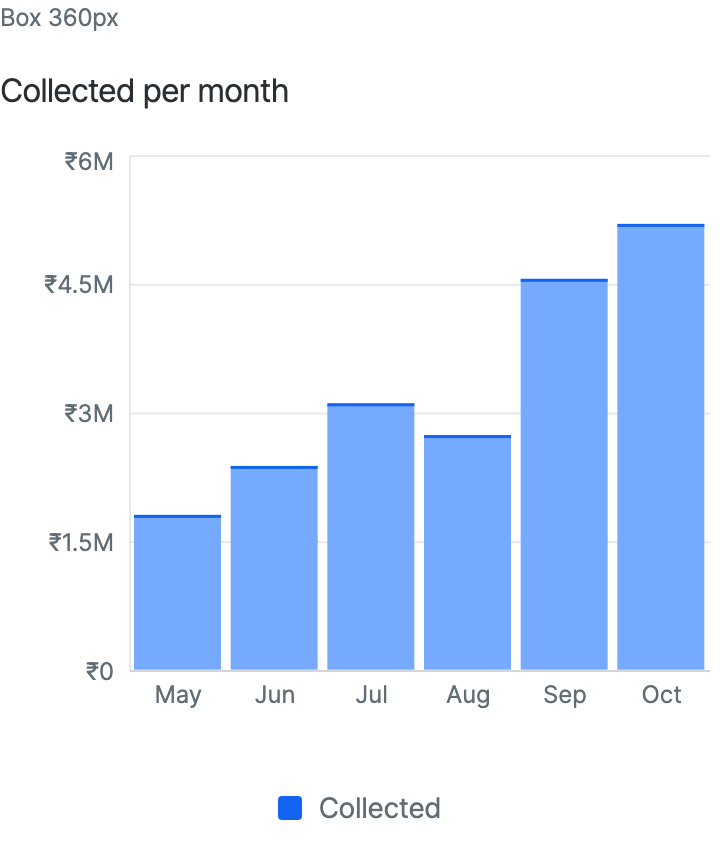 Box 360px
Collected per month
₹6M
₹4.5M
₹3M
₹1.5M
₹0
May Jun Jul Aug Sep Oct
Collected